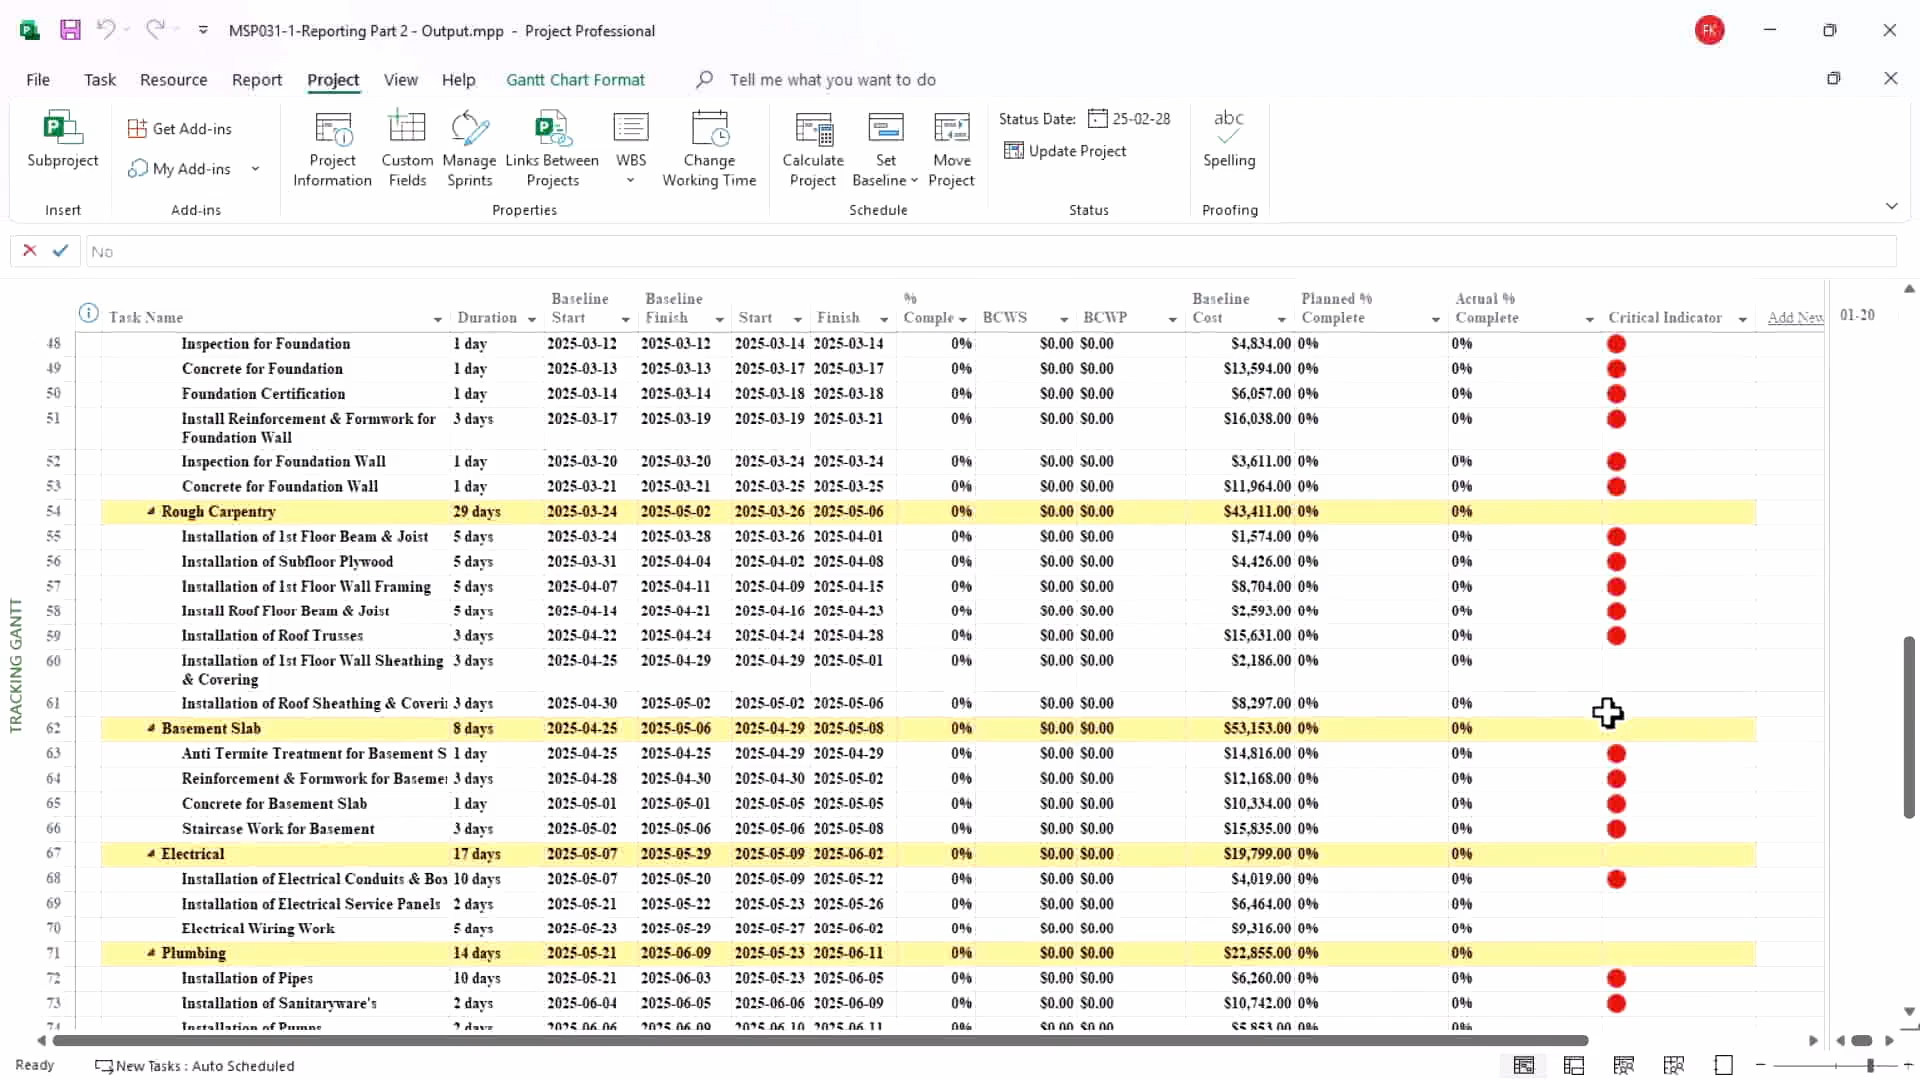 MSP031-1-Reporting Part 2 - Output.mpp - Project Professional
FK
File Task Resource Report Project View Help Gantt Chart Format Tell me what you want to do
Subproject
Insert
Get Add-ins
My Add-ins
Add-ins
Project Information
Custom Fields
Manage Sprints
Links Between Projects
WBS
Change Working Time
Properties
Calculate Project
Set Baseline
Move Project
Schedule
Status Date: 25-02-28
Update Project
Status
abc
Spelling
Proofing
No
Task Name Duration Baseline Start Baseline Finish Start Finish % Comple BCWS BCWP Baseline Cost Planned % Complete Actual % Complete Critical Indicator Add New 01-20
48 Inspection for Foundation 1 day 2025-03-12 2025-03-12 2025-03-14 2025-03-14 0% $0.00 $0.00 $4,834.00 0% 0%
49 Concrete for Foundation 1 day 2025-03-13 2025-03-13 2025-03-17 2025-03-17 0% $0.00 $0.00 $13,594.00 0% 0%
50 Foundation Certification 1 day 2025-03-14 2025-03-14 2025-03-18 2025-03-18 0% $0.00 $0.00 $6,057.00 0% 0%
51 Install Reinforcement & Formwork for 3 days 2025-03-17 2025-03-19 2025-03-19 2025-03-21 0% $0.00 $0.00 $16,038.00 0% 0%
Foundation Wall
52 Inspection for Foundation Wall 1 day 2025-03-20 2025-03-20 2025-03-24 2025-03-24 0% $0.00 $0.00 $3,611.00 0% 0%
53 Concrete for Foundation Wall 1 day 2025-03-21 2025-03-21 2025-03-25 2025-03-25 0% $0.00 $0.00 $11,964.00 0% 0%
54 Rough Carpentry 29 days 2025-03-24 2025-05-02 2025-03-26 2025-05-06 0% $0.00 $0.00 $43,411.00 0% 0%
55 Installation of 1st Floor Beam & Joist 5 days 2025-03-24 2025-03-28 2025-03-26 2025-04-01 0% $0.00 $0.00 $1,574.00 0% 0%
56 Installation of Subfloor Plywood 5 days 2025-03-31 2025-04-04 2025-04-02 2025-04-08 0% $0.00 $0.00 $4,426.00 0% 0%
57 Installation of 1st Floor Wall Framing 5 days 2025-04-07 2025-04-11 2025-04-09 2025-04-15 0% $0.00 $0.00 $8,704.00 0% 0%
58 Install Roof Floor Beam & Joist 5 days 2025-04-14 2025-04-21 2025-04-16 2025-04-23 0% $0.00 $0.00 $2,593.00 0% 0%
59 Installation of Roof Trusses 3 days 2025-04-22 2025-04-24 2025-04-24 2025-04-28 0% $0.00 $0.00 $15,631.00 0% 0%
60 Installation of 1st Floor Wall Sheathing 3 days 2025-04-25 2025-04-29 2025-04-29 2025-05-01 0% $0.00 $0.00 $2,186.00 0% 0%
& Covering
61 Installation of Roof Sheathing & Coveri 3 days 2025-04-30 2025-05-02 2025-05-02 2025-05-06 0% $0.00 $0.00 $8,297.00 0% 0%
62 Basement Slab 8 days 2025-04-25 2025-05-06 2025-04-29 2025-05-08 0% $0.00 $0.00 $53,153.00 0% 0%
63 Anti Termite Treatment for Basement S 1 day 2025-04-25 2025-04-25 2025-04-29 2025-04-29 0% $0.00 $0.00 $14,816.00 0% 0%
64 Reinforcement & Formwork for Baseme 3 days 2025-04-28 2025-04-30 2025-04-30 2025-05-02 0% $0.00 $0.00 $12,168.00 0% 0%
65 Concrete for Basement Slab 1 day 2025-05-01 2025-05-01 2025-05-05 2025-05-05 0% $0.00 $0.00 $10,334.00 0% 0%
66 Staircase Work for Basement 3 days 2025-05-02 2025-05-06 2025-05-06 2025-05-08 0% $0.00 $0.00 $15,835.00 0% 0%
67 Electrical 17 days 2025-05-07 2025-05-29 2025-05-09 2025-06-02 0% $0.00 $0.00 $19,799.00 0% 0%
68 Installation of Electrical Conduits & Box 10 days 2025-05-07 2025-05-20 2025-05-09 2025-05-22 0% $0.00 $0.00 $4,019.00 0% 0%
69 Installation of Electrical Service Panels 2 days 2025-05-21 2025-05-22 2025-05-23 2025-05-26 0% $0.00 $0.00 $6,464.00 0% 0%
70 Electrical Wiring Work 5 days 2025-05-23 2025-05-29 2025-05-27 2025-06-02 0% $0.00 $0.00 $9,316.00 0% 0%
71 Plumbing 14 days 2025-05-21 2025-06-09 2025-05-23 2025-06-11 0% $0.00 $0.00 $22,855.00 0% 0%
72 Installation of Pipes 10 days 2025-05-21 2025-06-03 2025-05-23 2025-06-05 0% $0.00 $0.00 $6,260.00 0% 0%
73 Installation of Sanitaryware's 2 days 2025-06-04 2025-06-05 2025-06-06 2025-06-09 0% $0.00 $0.00 $10,742.00 0% 0%
74 Installation of Pumps 2 days 2025-06-06 2025-06-09 2025-06-10 2025-06-11 0% $0.00 $0.00 $5,853.00 0% 0%
TRACKING GANTT
Ready New Tasks : Auto Scheduled